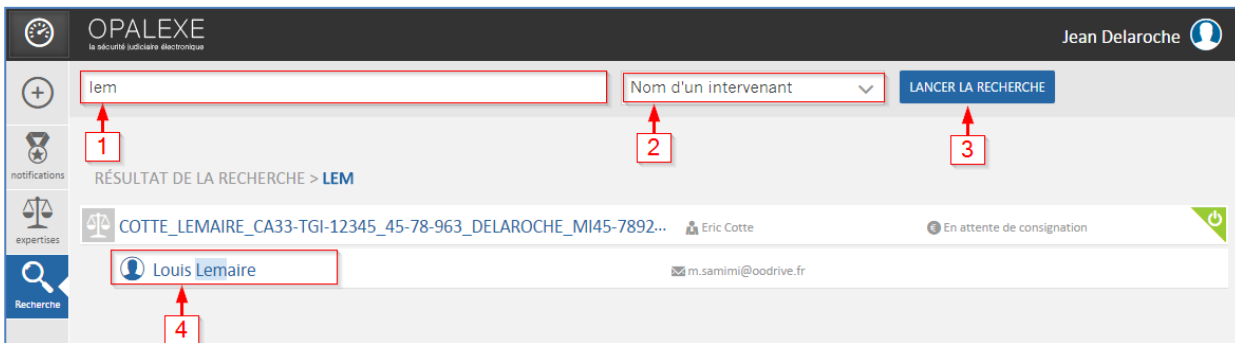 OPALEXE
la sécurité judiciaire électronique
Jean Delaroche
lem
Nom d'un intervenant
LANCER LA RECHERCHE
1
2
3
notifications
RÉSULTAT DE LA RECHERCHE > LEM
expertises
COTTE_LEMAIRE_CA33-TGI-12345_45-78-963_DELAROCHE_MI45-7892...
Eric Cotte
En attente de consignation
Louis Lemaire
m.samimi@oodrive.fr
Recherche
4